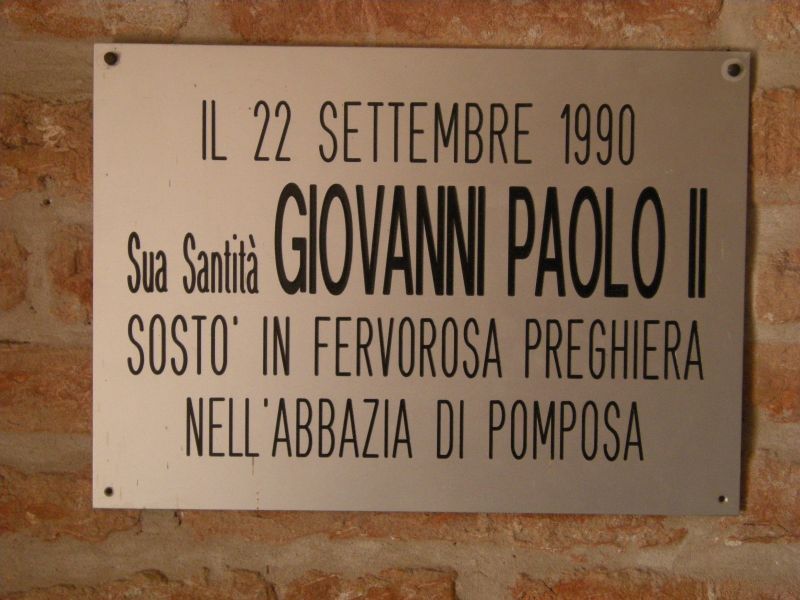 IL 22 SETTEMBRE 1990
Sua Santità GIOVANNI PAOLO II
SOSTO' IN FERVOROSA PREGHIERA
NELL'ABBAZIA DI POMPOSA